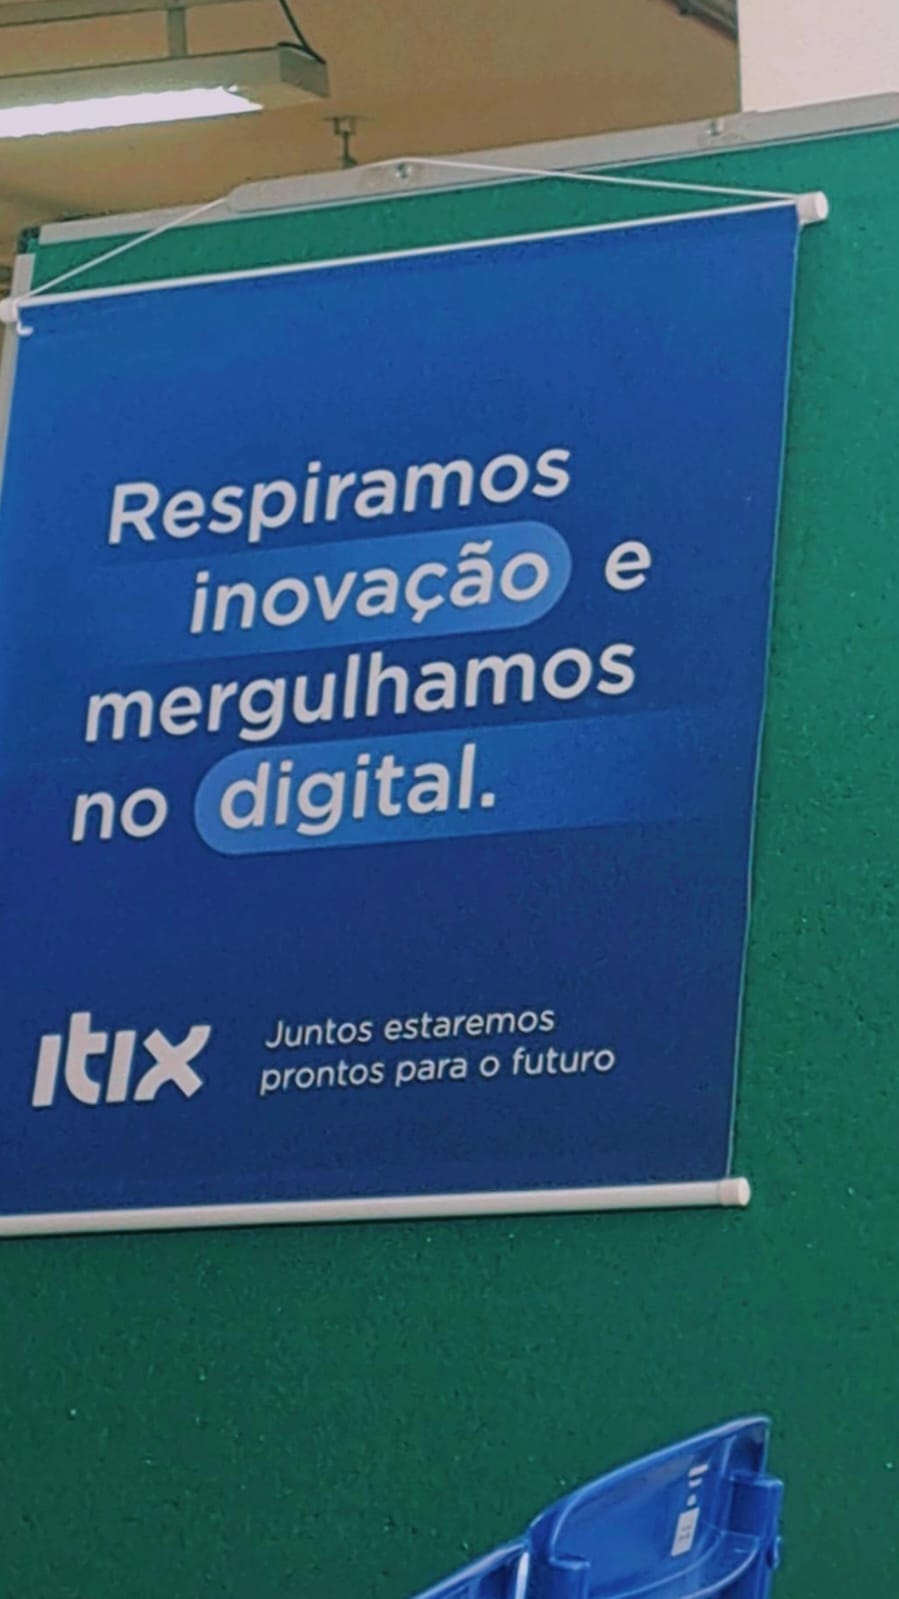 Respiramos
inovação e
mergulhamos
no digital.
itix
Juntos estaremos
prontos para o futuro